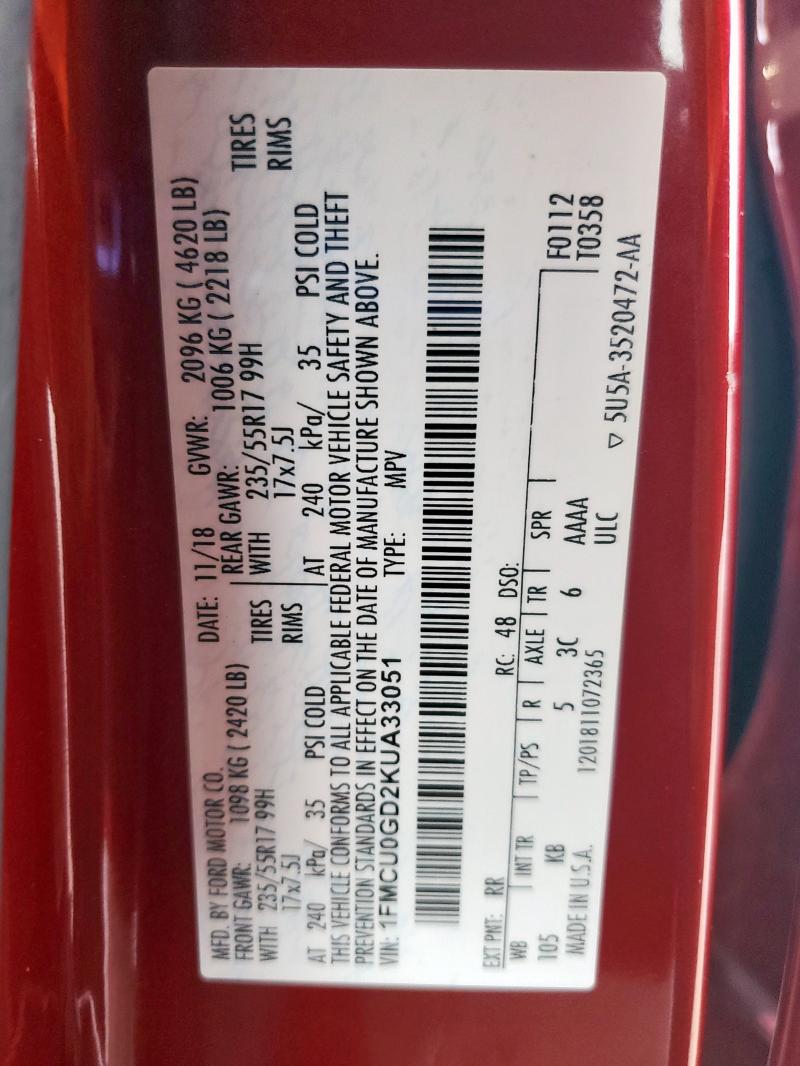 MFD. BY FORD MOTOR CO. DATE: 11/18 GVWR: 2096 KG ( 4620 LB)
FRONT GAWR: 1098 KG ( 2420 LB) REAR GAWR: 1006 KG ( 2218 LB)
WITH 235/55R17 99H TIRES WITH 235/55R17 99H TIRES
17x7.5J RIMS 17x7.5J RIMS
AT 240 kPa/ 35 PSI COLD AT 240 kPa/ 35 PSI COLD
THIS VEHICLE CONFORMS TO ALL APPLICABLE FEDERAL MOTOR VEHICLE SAFETY AND THEFT
PREVENTION STANDARDS IN EFFECT ON THE DATE OF MANUFACTURE SHOWN ABOVE.
VIN: 1FMCU0GD2KUA33051 TYPE: MPV
EXT PNT: RR RC: 48 DSO:
WB INT TR TP/PS R AXLE TR SPR F0112
105 KB 5 3C 6 AAAA T0358
MADE IN U.S.A. 1201811072365 ULC
▽ 5U5A-3520472-AA